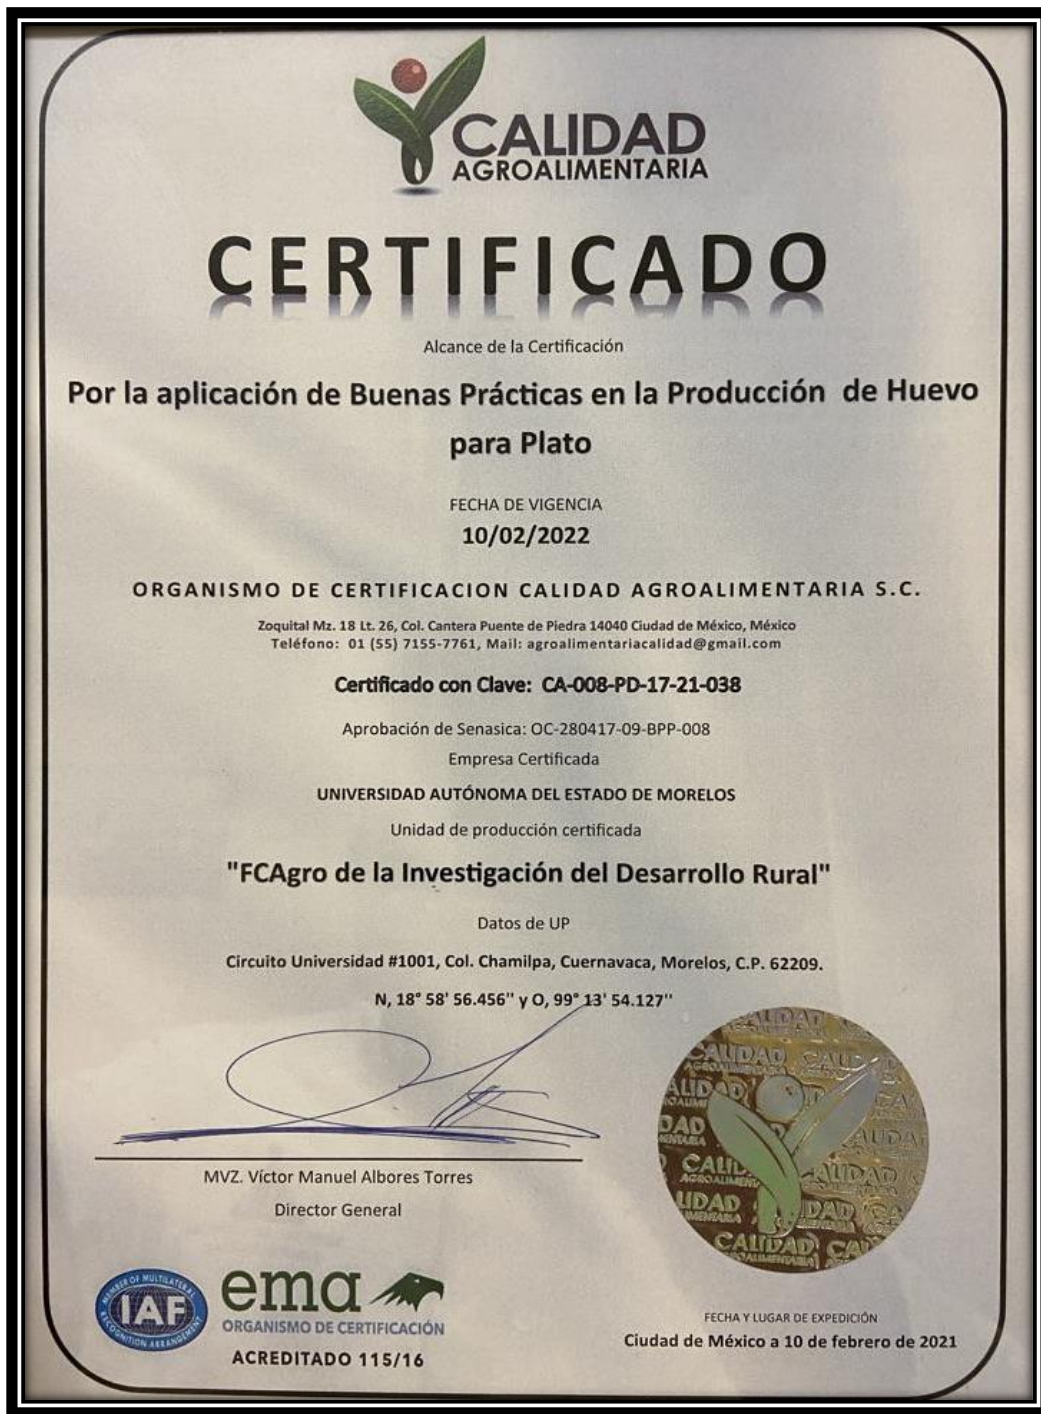 CALIDAD
AGROALIMENTARIA
CERTIFICADO
Alcance de la Certificación
Por la aplicación de Buenas Prácticas en la Producción de Huevo
para Plato
FECHA DE VIGENCIA
10/02/2022
ORGANISMO DE CERTIFICACION CALIDAD AGROALIMENTARIA S.C.
Zoquital Mz. 18 Lt. 26, Col. Cantera Puente de Piedra 14040 Ciudad de México, México
Teléfono: 01 (55) 7155-7761, Mail: agroalimentariacalidad@gmail.com
Certificado con Clave: CA-008-PD-17-21-038
Aprobación de Senasica: OC-280417-09-BPP-008
Empresa Certificada
UNIVERSIDAD AUTÓNOMA DEL ESTADO DE MORELOS
Unidad de producción certificada
"FCAgro de la Investigación del Desarrollo Rural"
Datos de UP
Circuito Universidad #1001, Col. Chamilpa, Cuernavaca, Morelos, C.P. 62209.
N, 18° 58' 56.456'' y O, 99° 13' 54.127''
MVZ. Víctor Manuel Albores Torres
Director General
CALIDAD
AGROALIMENTARIA
MEMBER OF MULTILATERAL
IAF
RECOGNITION ARRANGEMENT
ema
ORGANISMO DE CERTIFICACIÓN
ACREDITADO 115/16
FECHA Y LUGAR DE EXPEDICIÓN
Ciudad de México a 10 de febrero de 2021